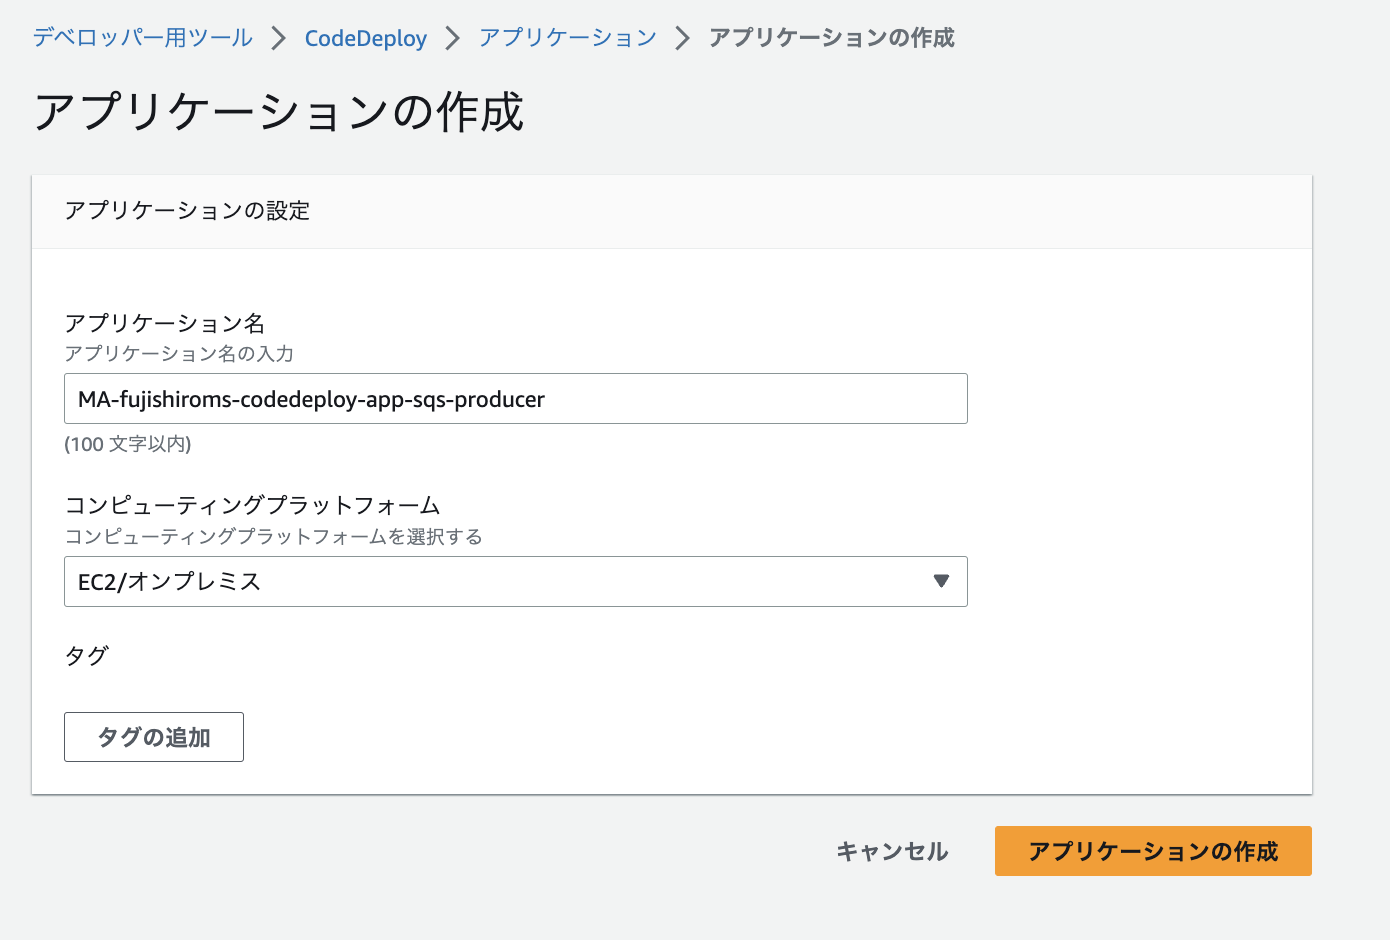 デベロッパー用ツール > CodeDeploy > アプリケーション > アプリケーションの作成
アプリケーションの作成
アプリケーションの設定
アプリケーション名
アプリケーション名の入力
MA-fujishiroms-codedeploy-app-sqs-producer
(100 文字以内)
コンピューティングプラットフォーム
コンピューティングプラットフォームを選択する
EC2/オンプレミス
タグ
タグの追加
キャンセル アプリケーションの作成